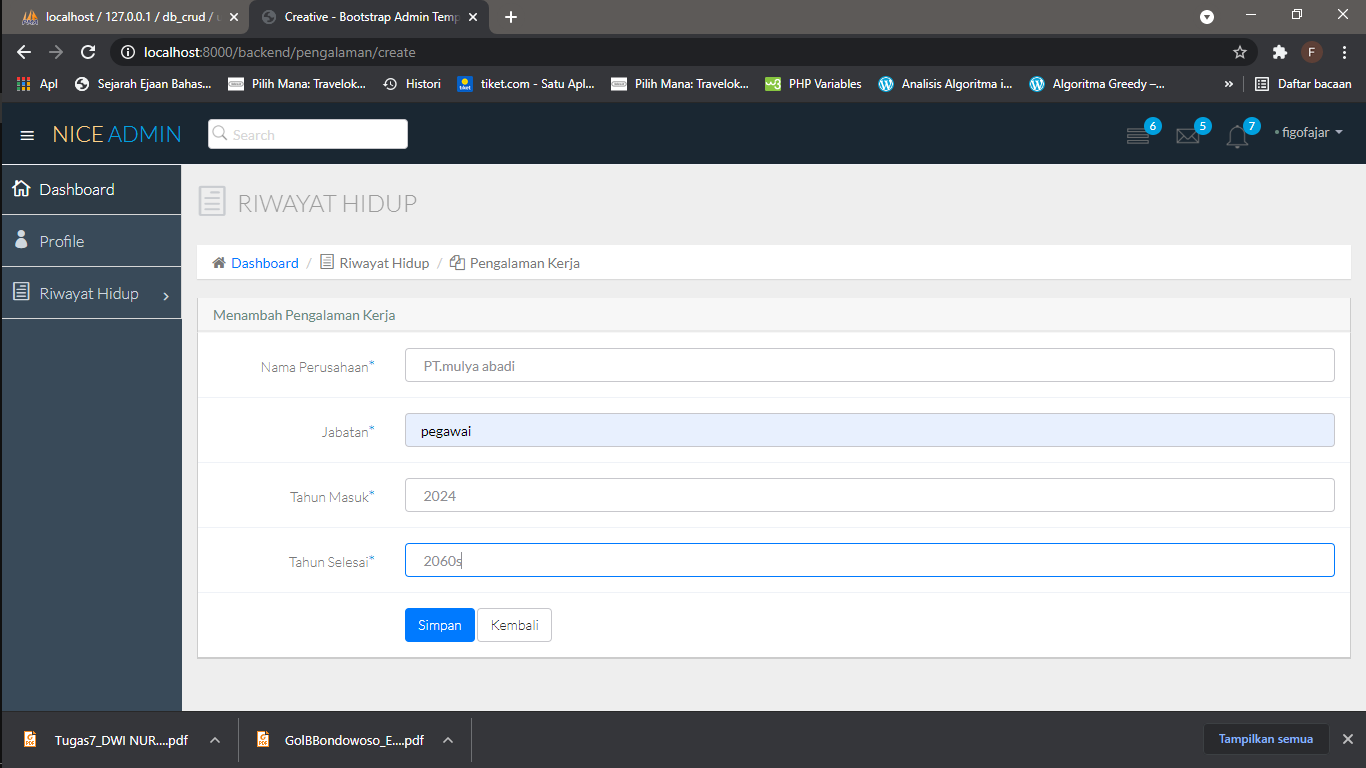 localhost / 127.0.0.1 / db_crud /
Creative - Bootstrap Admin Temp
localhost:8000/backend/pengalaman/create
F
Apl
Sejarah Ejaan Bahas...
Pilih Mana: Travelok...
Histori
tiket.com - Satu Apl...
Pilih Mana: Travelok...
PHP Variables
Analisis Algoritma i...
Algoritma Greedy –...
»
Daftar bacaan
NICE ADMIN
Search
6
5
7
figofajar
Dashboard
Profile
Riwayat Hidup
RIWAYAT HIDUP
Dashboard / Riwayat Hidup / Pengalaman Kerja
Menambah Pengalaman Kerja
Nama Perusahaan*
PT.mulya abadi
Jabatan*
pegawai
Tahun Masuk*
2024
Tahun Selesai*
2060s
Simpan
Kembali
Tugas7_DWI NUR....pdf
GolBBondowoso_E....pdf
Tampilkan semua